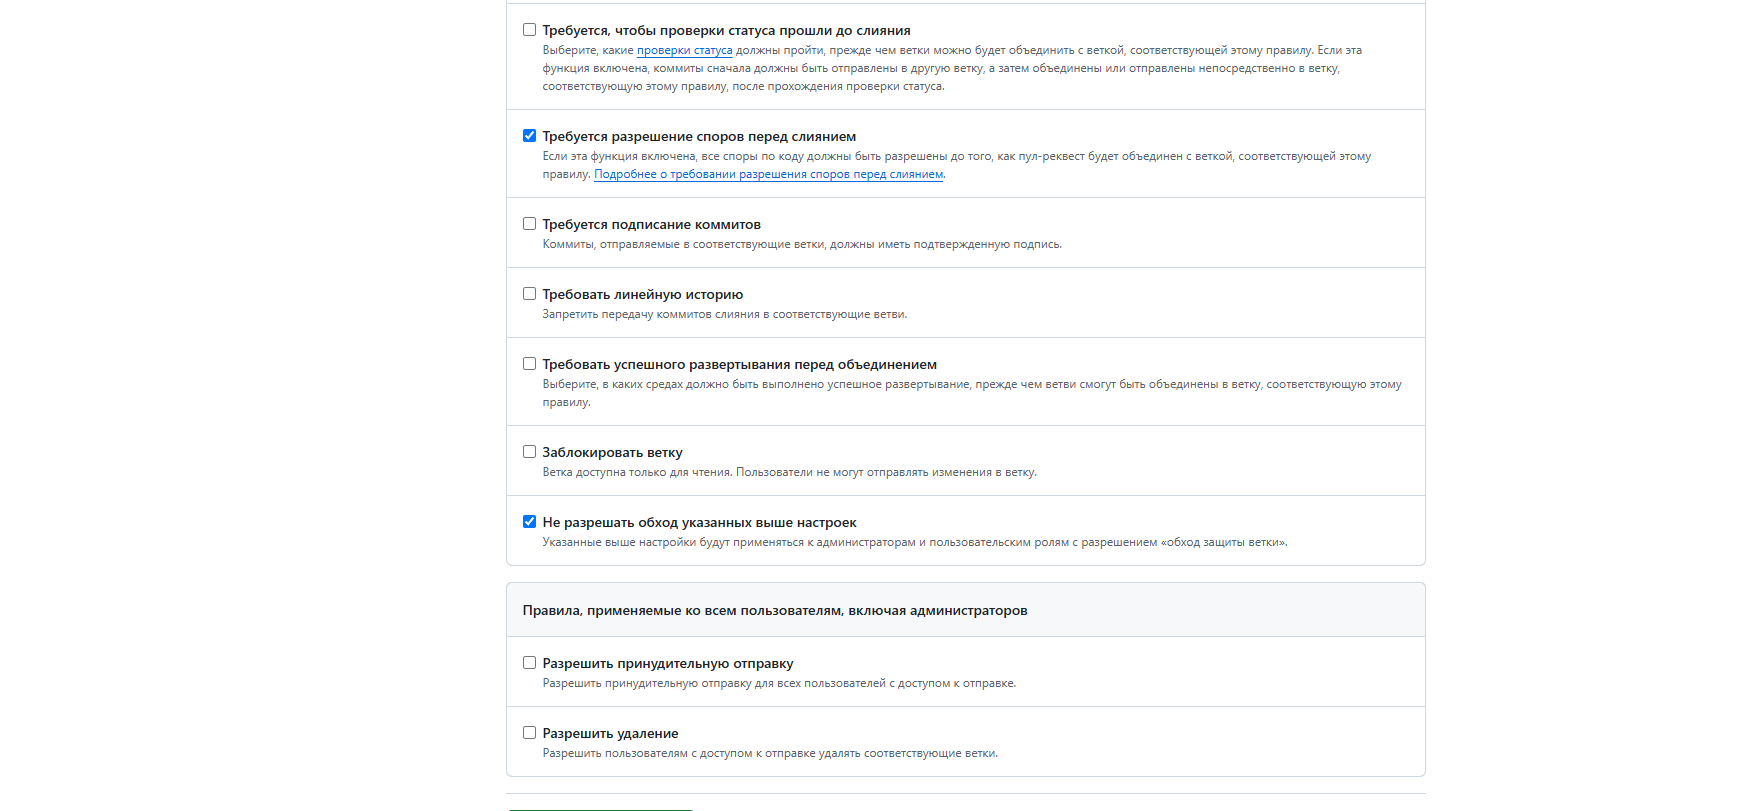 Требуется, чтобы проверки статуса прошли до слияния
Выберите, какие проверки статуса должны пройти, прежде чем ветки можно будет объединить с веткой, соответствующей этому правилу. Если эта
функция включена, коммиты сначала должны быть отправлены в другую ветку, а затем объединены или отправлены непосредственно в ветку,
соответствующую этому правилу, после прохождения проверки статуса.
Требуется разрешение споров перед слиянием
Если эта функция включена, все споры по коду должны быть разрешены до того, как пул-реквест будет объединен с веткой, соответствующей этому
правилу. Подробнее о требовании разрешения споров перед слиянием.
Требуется подписание коммитов
Коммиты, отправляемые в соответствующие ветки, должны иметь подтвержденную подпись.
Требовать линейную историю
Запретить передачу коммитов слияния в соответствующие ветви.
Требовать успешного развертывания перед объединением
Выберите, в каких средах должно быть выполнено успешное развертывание, прежде чем ветви смогут быть объединены в ветку, соответствующую этому
правилу.
Заблокировать ветку
Ветка доступна только для чтения. Пользователи не могут отправлять изменения в ветку.
Не разрешать обход указанных выше настроек
Указанные выше настройки будут применяться к администраторам и пользовательским ролям с разрешением «обход защиты ветки».
Правила, применяемые ко всем пользователям, включая администраторов
Разрешить принудительную отправку
Разрешить принудительную отправку для всех пользователей с доступом к отправке.
Разрешить удаление
Разрешить пользователям с доступом к отправке удалять соответствующие ветки.